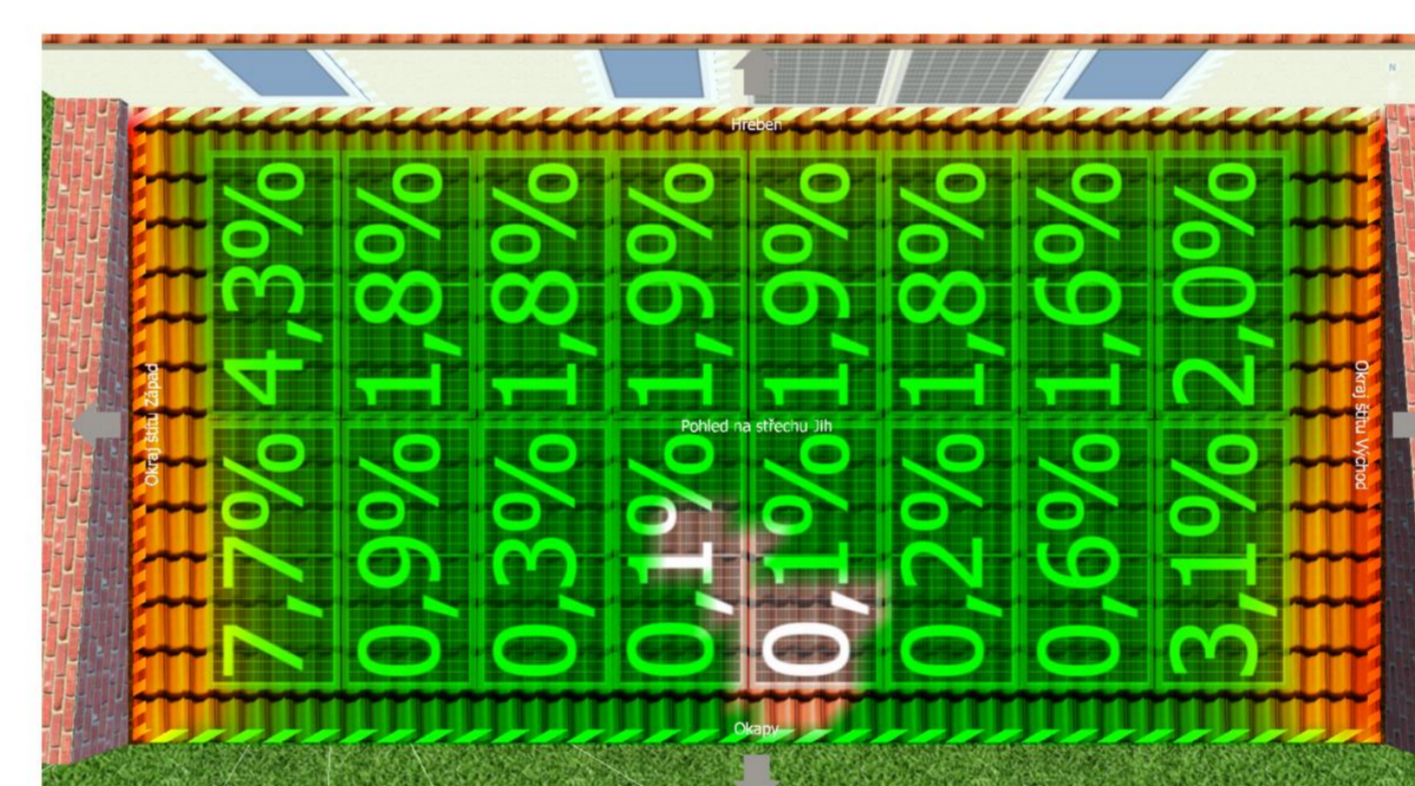 N
Hřeben
4,3% 1,8% 1,8% 1,9% 1,9% 1,8% 1,6% 2,0%
Okraj štítu Západ
Pohled na střechu Jih
Okraj štítu Východ
7,7% 0,9% 0,3% 0,1% 0,1% 0,2% 0,6% 3,1%
Okapy